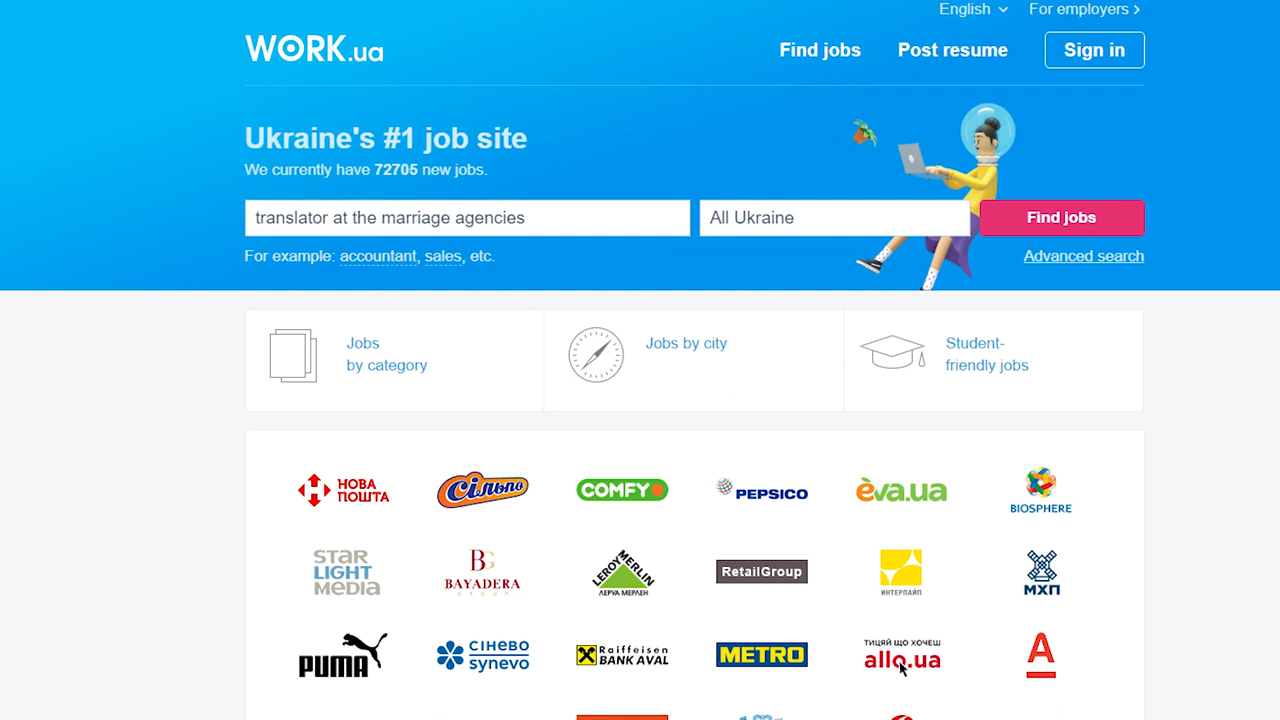 English
For employers
WORK.ua
Find jobs
Post resume
Sign in
Ukraine's #1 job site
We currently have 72705 new jobs.
translator at the marriage agencies
All Ukraine
Find jobs
For example: accountant, sales, etc.
Advanced search
Jobs
by category
Jobs by city
Student-
friendly jobs
НОВА
ПОШТА
Сільпо
COMFY
PEPSICO
èva.ua
BIOSPHERE
STAR
LIGHT
MEDIA
BG
BAYADERA
GROUP
LEROY MERLIN
ЛЕРУА МЕРЛЕН
RetailGroup
ИНТЕРПАЙП
МХП
PUMA
СІНЕВО
synevo
Raiffeisen
BANK AVAL
METRO
ТИЦЯЙ ЩО ХОЧЕШ
allo.ua
А